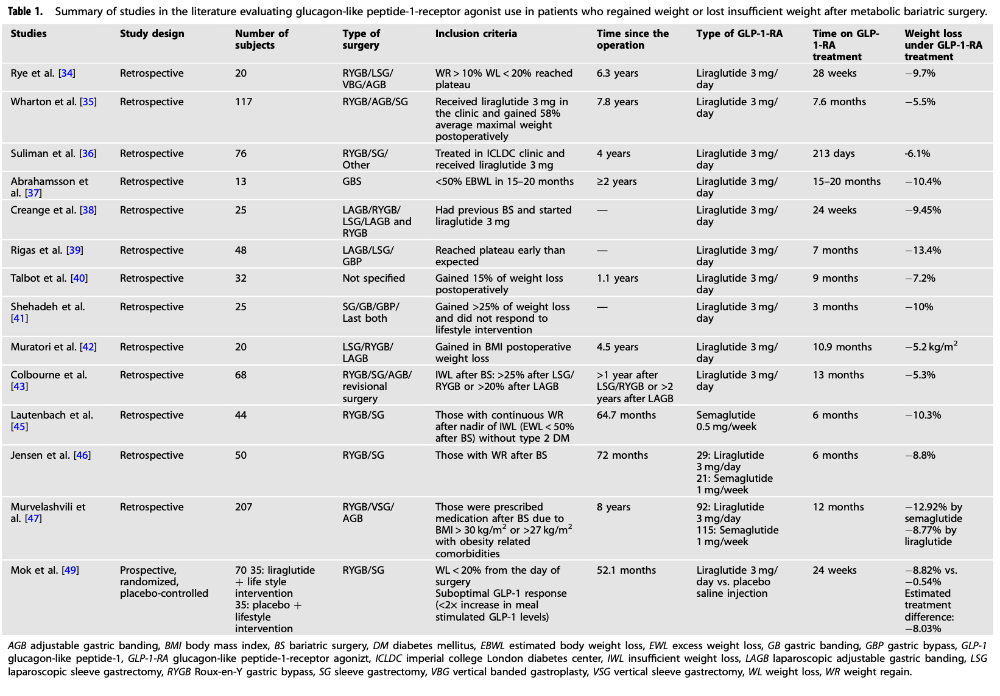 Table 1. Summary of studies in the literature evaluating glucagon-like peptide-1-receptor agonist use in patients who regained weight or lost insufficient weight after metabolic bariatric surgery.
Studies
Study design
Number of
subjects
Type of
surgery
Inclusion criteria
Time since the
operation
Type of GLP-1-RA
Time on GLP-
1-RA
treatment
Weight loss
under GLP-1-RA
treatment
Rye et al. [34]
Retrospective
20
RYGB/LSG/
VBG/AGB
WR > 10% WL < 20% reached
plateau
6.3 years
Liraglutide 3 mg/
day
28 weeks
−9.7%
Wharton et al. [35]
Retrospective
117
RYGB/AGB/SG
Received liraglutide 3 mg in
the clinic and gained 58%
average maximal weight
postoperatively
7.8 years
Liraglutide 3 mg/
day
7.6 months
−5.5%
Suliman et al. [36]
Retrospective
76
RYGB/SG/
Other
Treated in ICLDC clinic and
received liraglutide 3 mg
4 years
Liraglutide 3 mg/
day
213 days
-6.1%
Abrahamsson et
al. [37]
Retrospective
13
GBS
<50% EBWL in 15–20 months
≥2 years
Liraglutide 3 mg/
day
15–20 months
−10.4%
Creange et al. [38]
Retrospective
25
LAGB/RYGB/
LSG/LAGB and
RYGB
Had previous BS and started
liraglutide 3 mg
—
Liraglutide 3 mg/
day
24 weeks
−9.45%
Rigas et al. [39]
Retrospective
48
LAGB/LSG/
GBP
Reached plateau early than
expected
—
Liraglutide 3 mg/
day
7 months
−13.4%
Talbot et al. [40]
Retrospective
32
Not specified
Gained 15% of weight loss
postoperatively
1.1 years
Liraglutide 3 mg/
day
9 months
−7.2%
Shehadeh et al.
[41]
Retrospective
25
SG/GB/GBP/
Last both
Gained >25% of weight loss
and did not respond to
lifestyle intervention
—
Liraglutide 3 mg/
day
3 months
−10%
Muratori et al. [42]
Retrospective
20
LSG/RYGB/
LAGB
Gained in BMI postoperative
weight loss
4.5 years
Liraglutide 3 mg/
day
10.9 months
−5.2 kg/m²
Colbourne et al.
[43]
Retrospective
68
RYGB/SG/AGB/
revisional
surgery
IWL after BS: >25% after LSG/
RYGB or >20% after LAGB
>1 year after
LSG/RYGB or >2
years after LAGB
Liraglutide 3 mg/
day
13 months
−5.3%
Lautenbach et al.
[45]
Retrospective
44
RYGB/SG
Those with continuous WR
after nadir of IWL (EWL < 50%
after BS) without type 2 DM
64.7 months
Semaglutide
0.5 mg/week
6 months
−10.3%
Jensen et al. [46]
Retrospective
50
RYGB/SG
Those with WR after BS
72 months
29: Liraglutide
3 mg/day
21: Semaglutide
1 mg/week
6 months
−8.8%
Murvelashvili et
al. [47]
Retrospective
207
RYGB/VSG/
AGB
Those were prescribed
medication after BS due to
BMI > 30 kg/m² or >27 kg/m²
with obesity related
comorbidities
8 years
92: Liraglutide
3 mg/day
115: Semaglutide
1 mg/week
12 months
−12.92% by
semaglutide
−8.77% by
liraglutide
Mok et al. [49]
Prospective,
randomized,
placebo-controlled
70 35: liraglutide
+ life style
intervention
35: placebo +
lifestyle
intervention
RYGB/SG
WL < 20% from the day of
surgery
Suboptimal GLP-1 response
(<2× increase in meal
stimulated GLP-1 levels)
52.1 months
Liraglutide 3 mg/
day vs. placebo
saline injection
24 weeks
−8.82% vs.
−0.54%
Estimated
treatment
difference:
−8.03%
AGB adjustable gastric banding, BMI body mass index, BS bariatric surgery, DM diabetes mellitus, EBWL estimated body weight loss, EWL excess weight loss, GB gastric banding, GBP gastric bypass, GLP-1
glucagon-like peptide-1, GLP-1-RA glucagon-like peptide-1-receptor agonizt, ICLDC imperial college London diabetes center, IWL insufficient weight loss, LAGB laparoscopic adjustable gastric banding, LSG
laparoscopic sleeve gastrectomy, RYGB Roux-en-Y gastric bypass, SG sleeve gastrectomy, VBG vertical banded gastroplasty, VSG vertical sleeve gastrectomy, WL weight loss, WR weight regain.